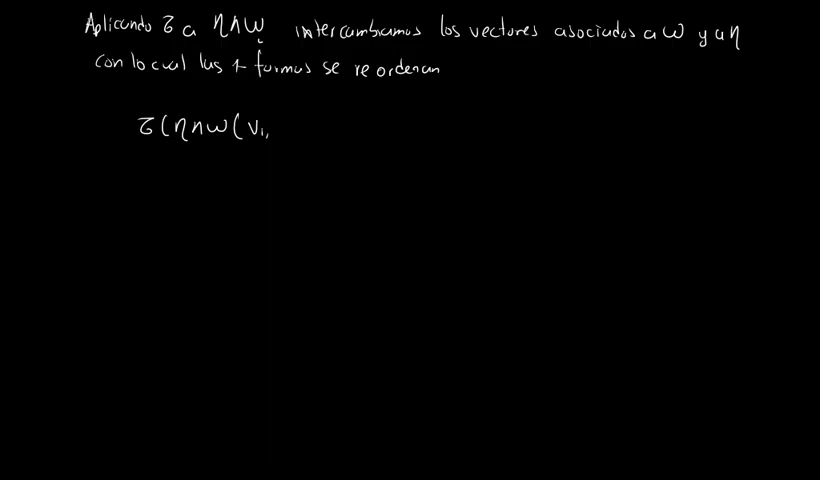 Aplicando τ a η∧ω intercambiamos los vectores asociados a ω y a η
con lo cual las 1-formas se reordenan
τ(η∧ω(v₁,